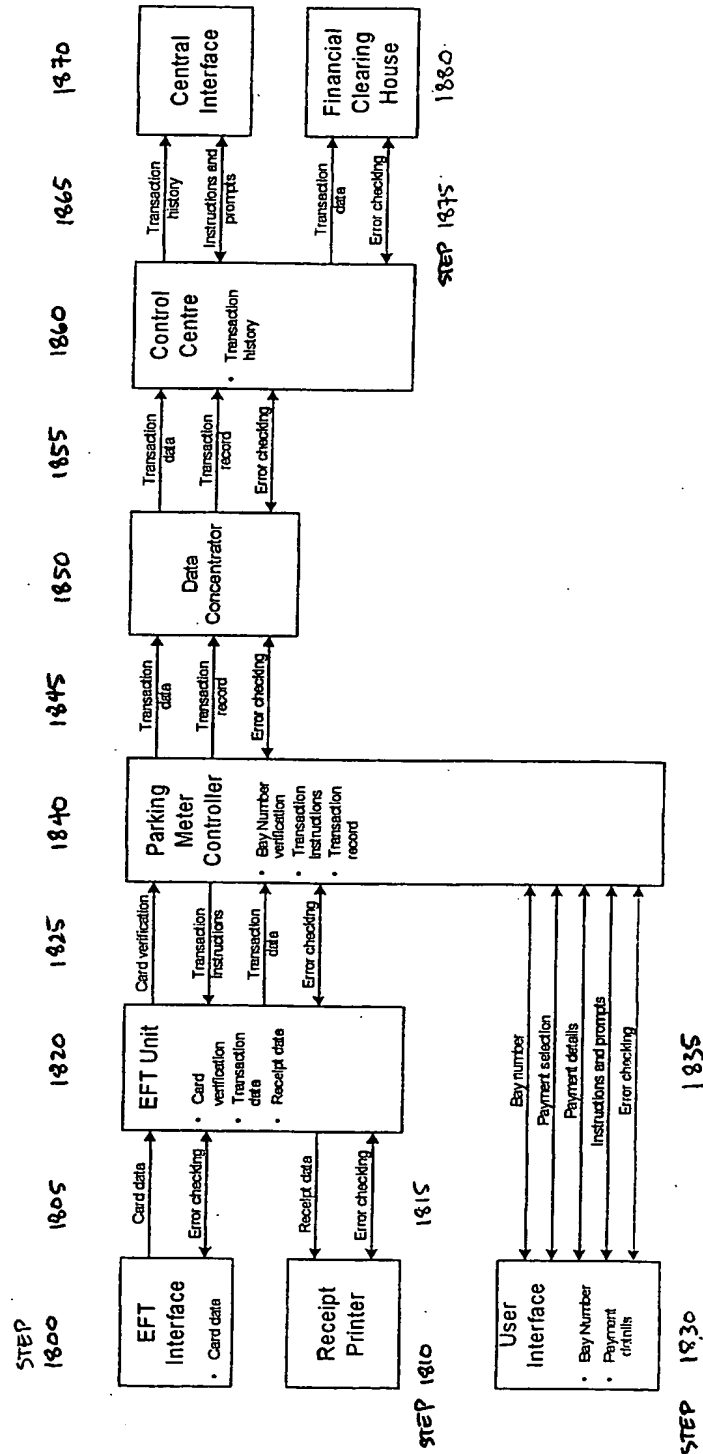 STEP
1800
1805
1820
1825
1840
1845
1850
1855
1860
1865
1870
EFT
Interface
• Card data
Card data
Error checking
EFT Unit
• Card
verification
• Transaction
data
• Receipt date
Card verification
Transaction
Instructions
Transaction
data
Error checking
Parking
Meter
Controller
• Bay Number
verification
• Transaction
Instructions
• Transaction
record
Transaction
data
Transaction
record
Error checking
Data
Concentrator
Transaction
data
Transaction
record
Error checking
Control
Centre
• Transaction
history
Transaction
history
Instructions and
prompts
Central
Interface
Transaction
data
Error checking
Financial
Clearing
House
STEP 1875
1880
Receipt
Printer
Receipt data
Error checking
STEP 1810
1815
User
Interface
• Bay Number
• Payment
details
Bay number
Payment selection
Payment details
Instructions and prompts
Error checking
STEP 1830
1835